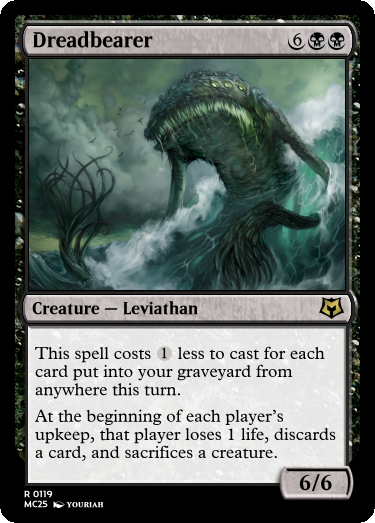 Dreadbearer 6
Creature — Leviathan
This spell costs 1 less to cast for each
card put into your graveyard from
anywhere this turn.
At the beginning of each player's
upkeep, that player loses 1 life, discards
a card, and sacrifices a creature.
6/6
R 0119
MC25 YOURIAH